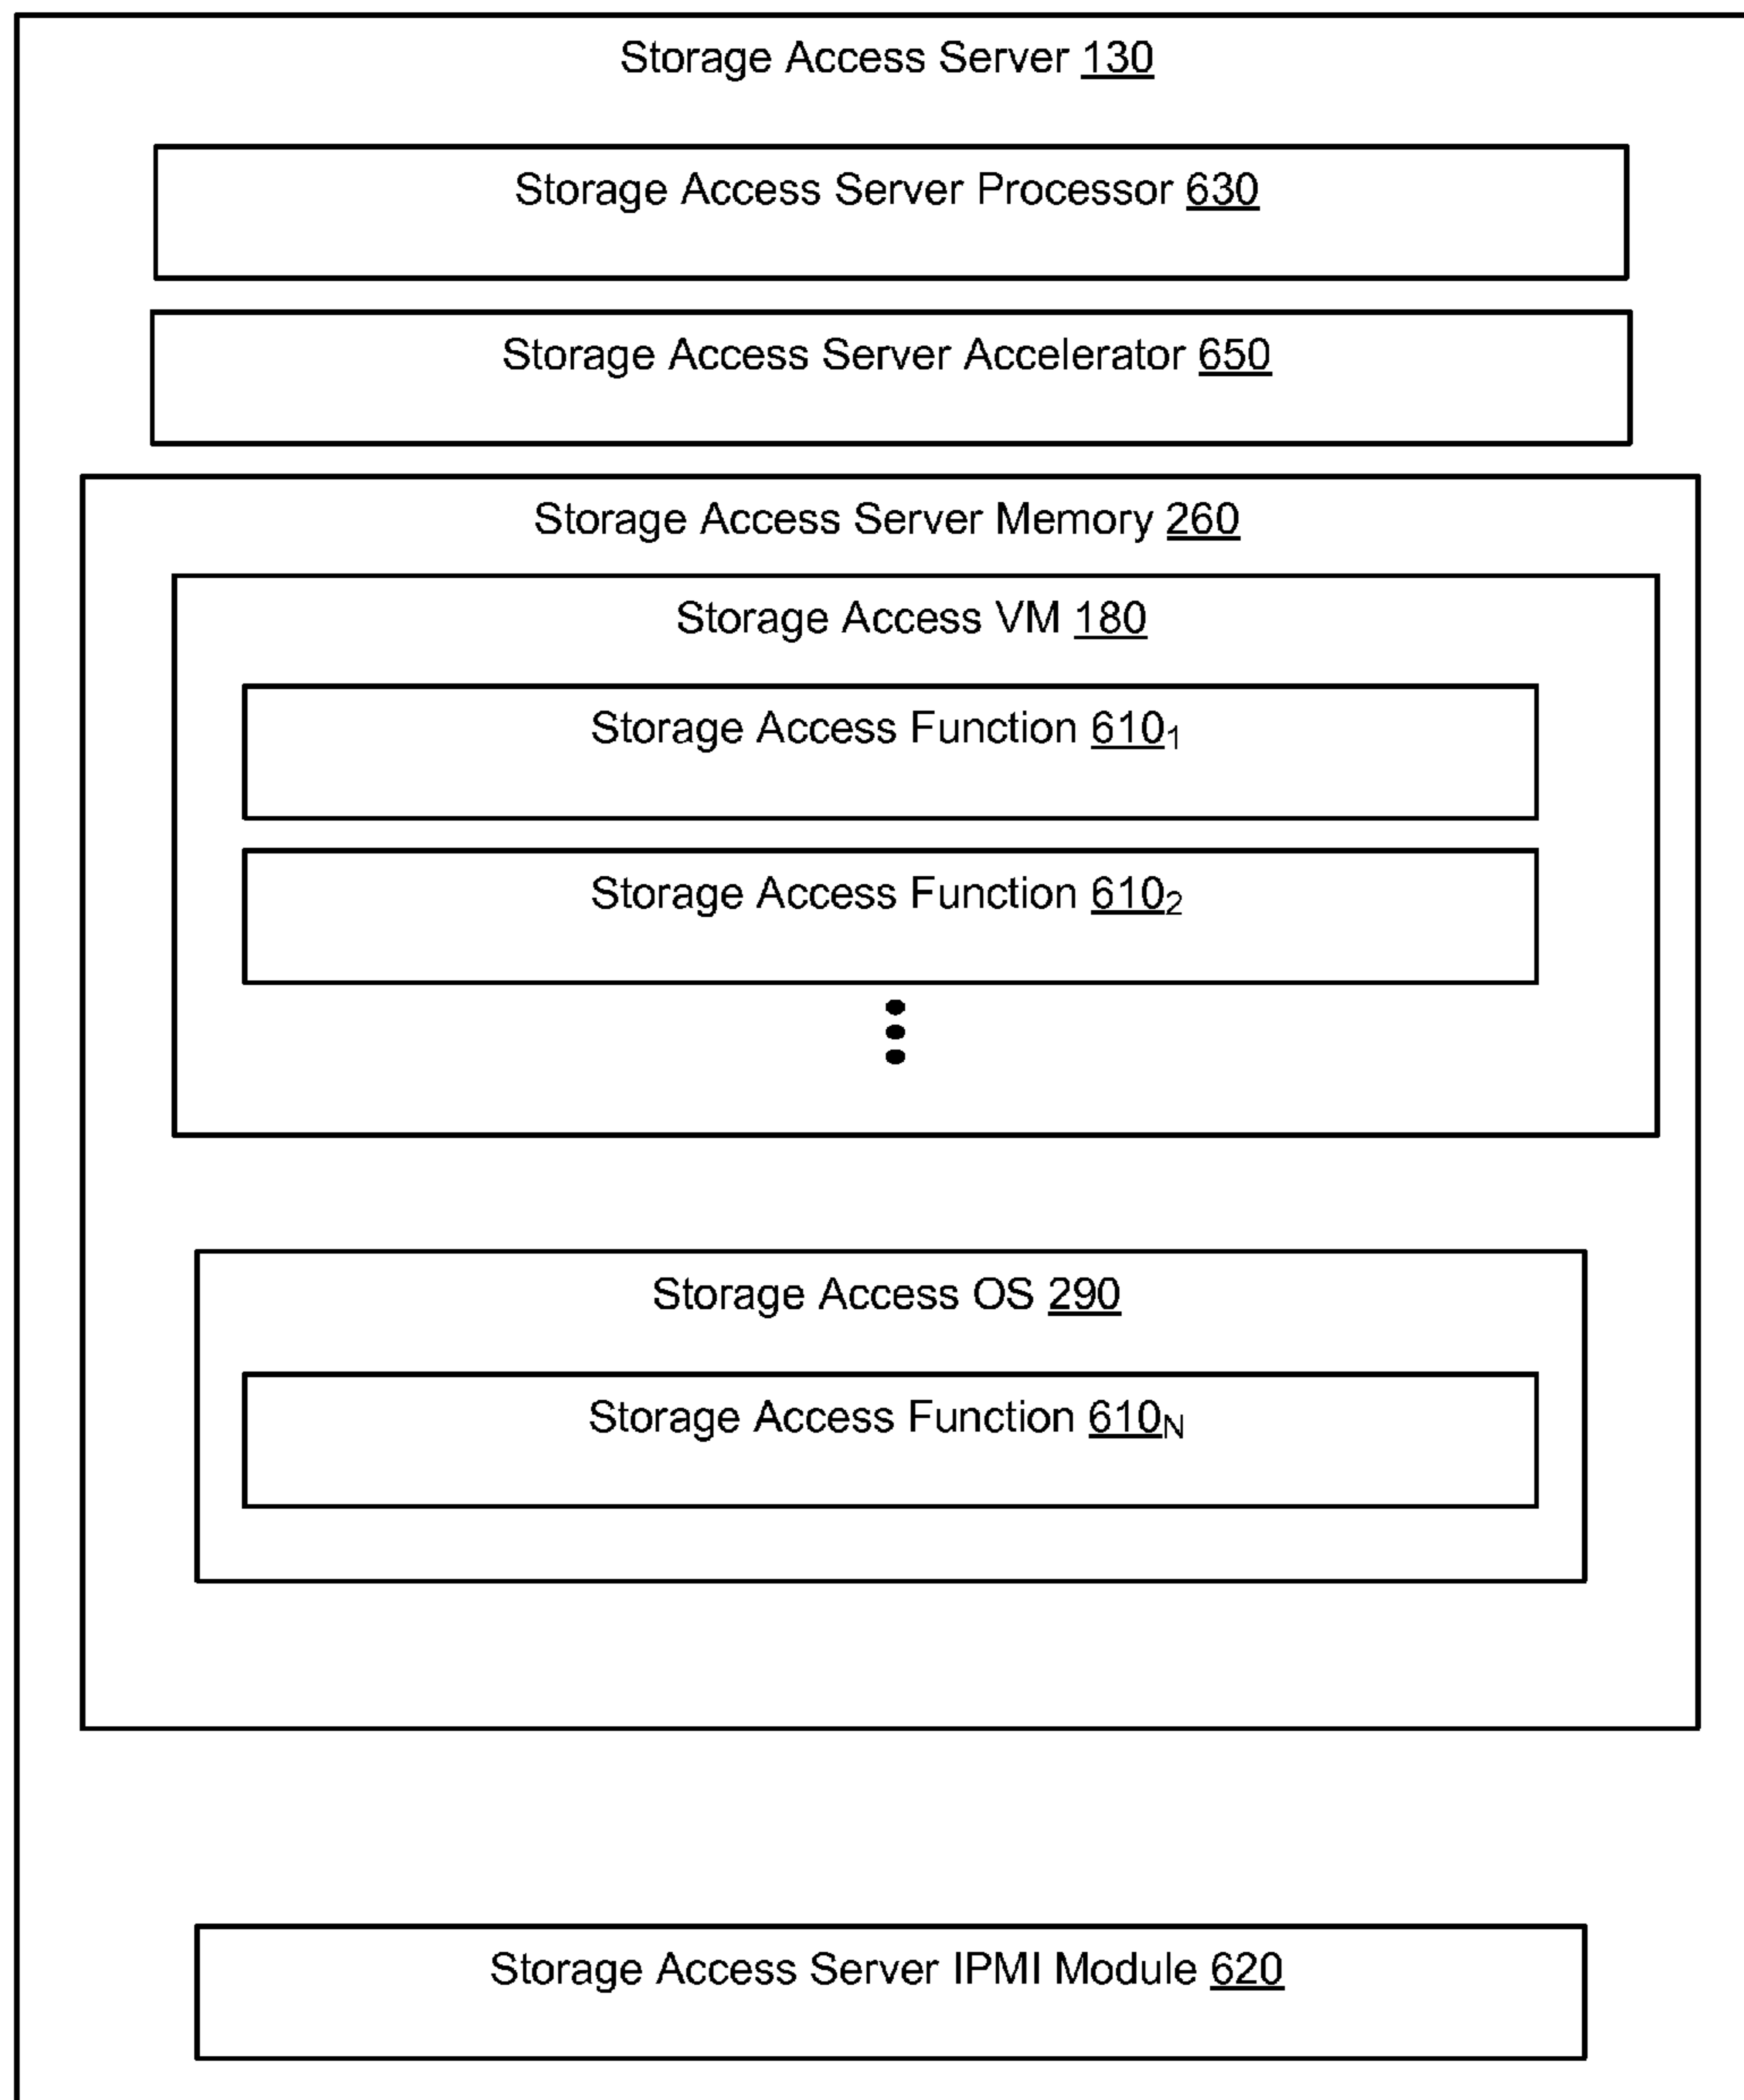 Storage Access Server 130
Storage Access Server Processor 630
Storage Access Server Accelerator 650
Storage Access Server Memory 260
Storage Access VM 180
Storage Access Function 610₁
Storage Access Function 610₂
Storage Access OS 290
Storage Access Function 610N
Storage Access Server IPMI Module 620